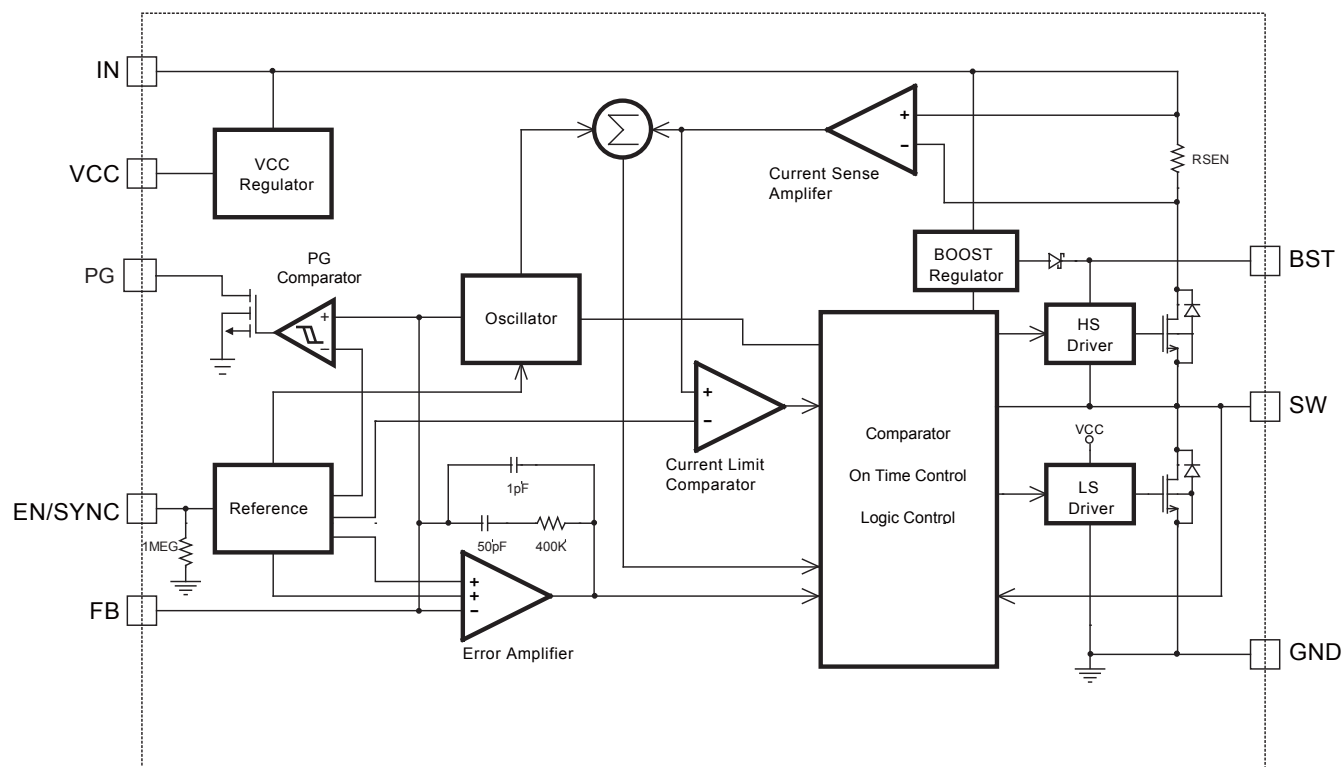 IN
VCC
Regulator
VCC
PG
PG
Comparator
+
−
Oscillator
Σ
+
−
Current Sense
Amplifer
RSEN
BOOST
Regulator
BST
HS
Driver
+
−
Current Limit
Comparator
Comparator
On Time Control
Logic Control
SW
VCC
LS
Driver
EN/SYNC
1MEG
Reference
1pF
50pF
400K
FB
+
+
−
Error Amplifier
GND